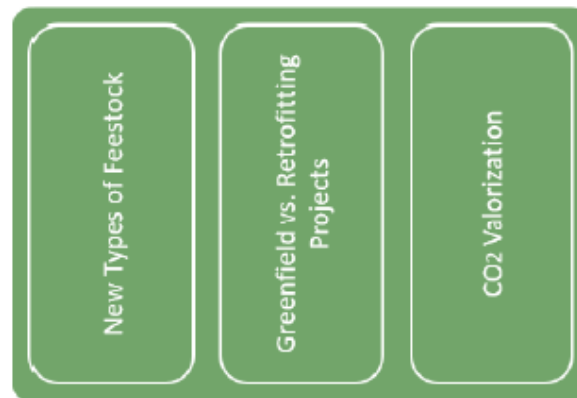 New Types of Feestock
Greenfield vs. Retrofitting
Projects
CO2 Valorization